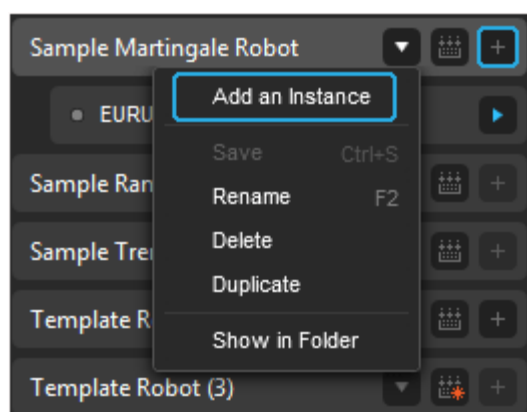 Sample Martingale Robot
Add an Instance
EURU
Save Ctrl+S
Sample Ran
Rename F2
Sample Tre
Delete
Duplicate
Template R
Show in Folder
Template Robot (3)